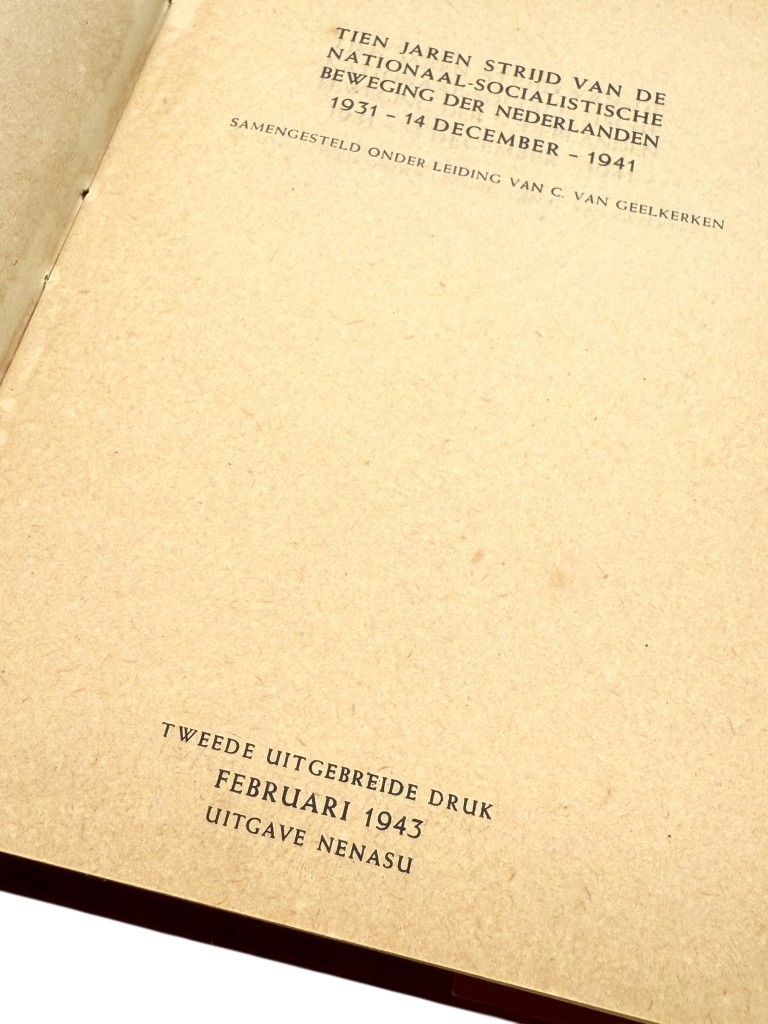 TIEN JAREN STRIJD VAN DE
NATIONAAL-SOCIALISTISCHE
BEWEGING DER NEDERLANDEN
1931 – 14 DECEMBER – 1941
SAMENGESTELD ONDER LEIDING VAN C. VAN GEELKERKEN
TWEEDE UITGEBREIDE DRUK
FEBRUARI 1943
UITGAVE NENASU